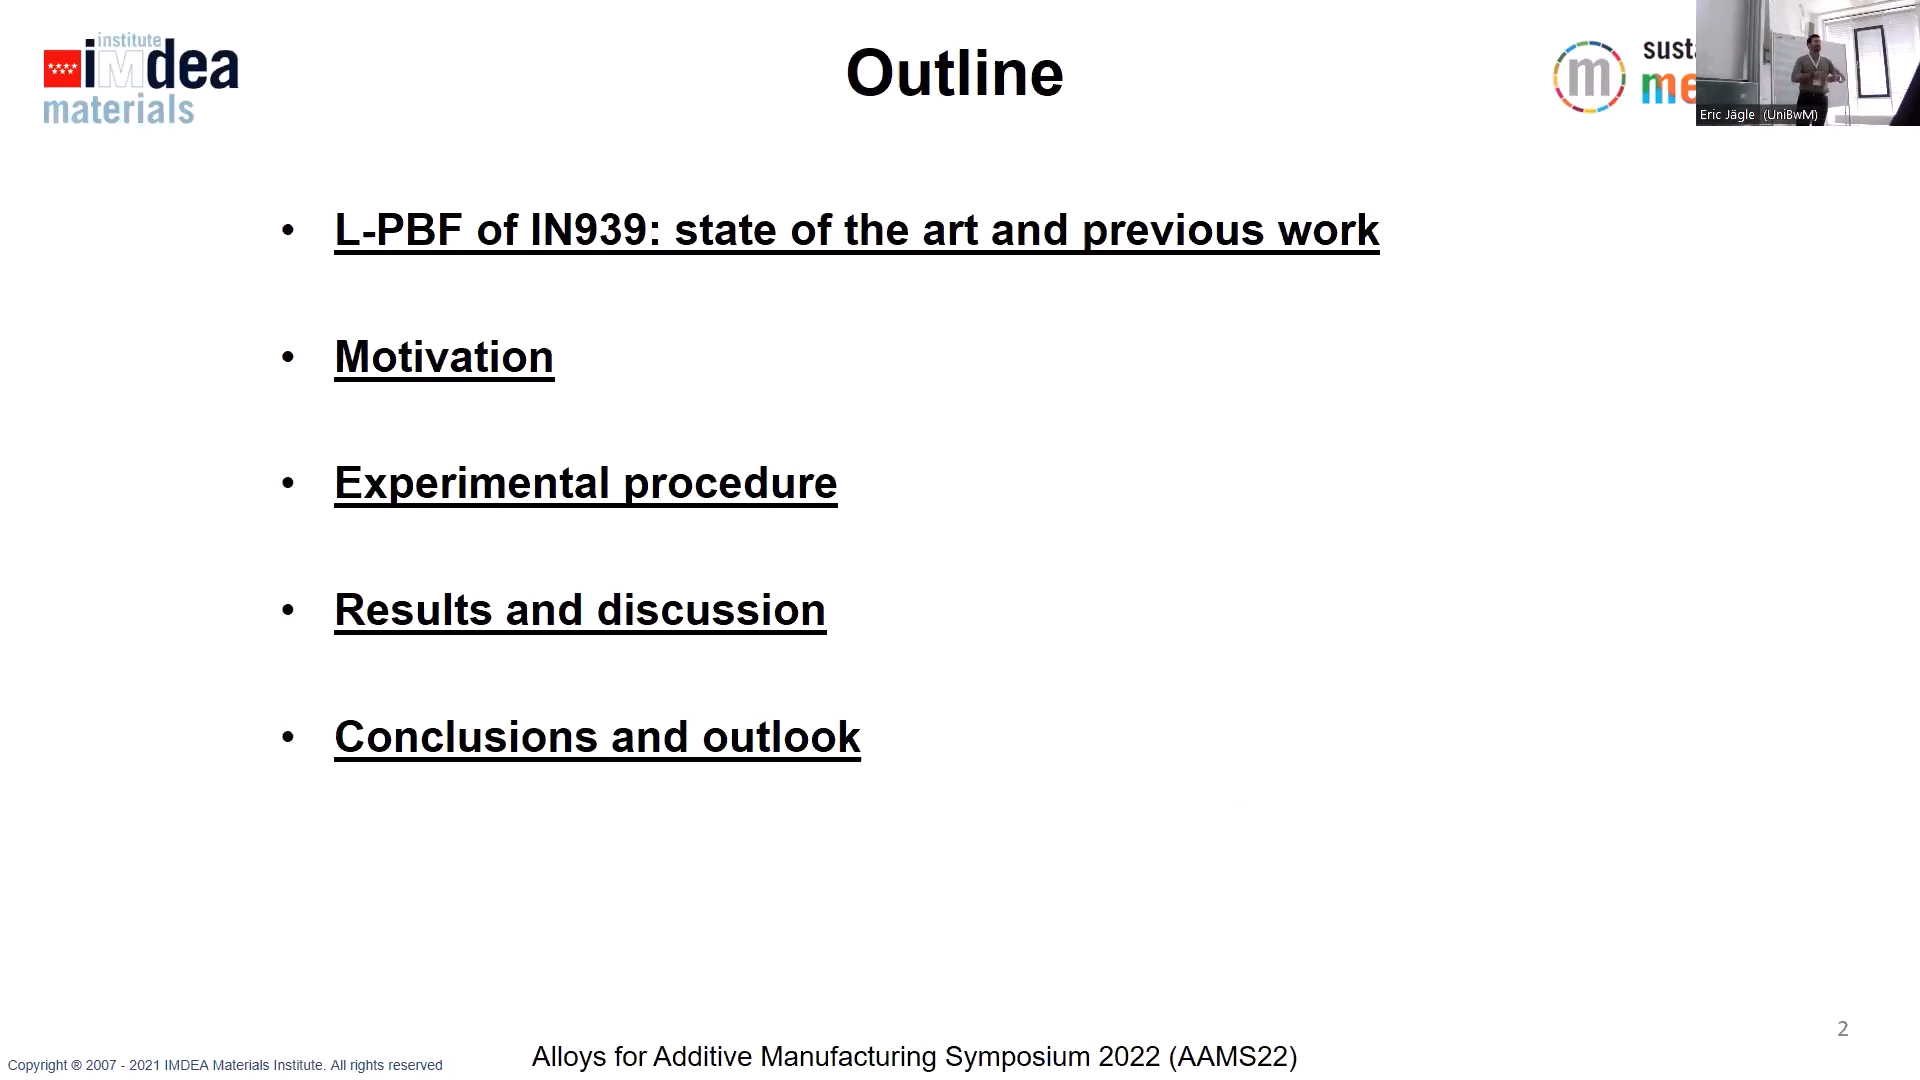 institute
iMdea
materials
Outline
m
Eric Jägle (UniBwM)
• L-PBF of IN939: state of the art and previous work
• Motivation
• Experimental procedure
• Results and discussion
• Conclusions and outlook
2
Copyright ® 2007 - 2021 IMDEA Materials Institute. All rights reserved
Alloys for Additive Manufacturing Symposium 2022 (AAMS22)